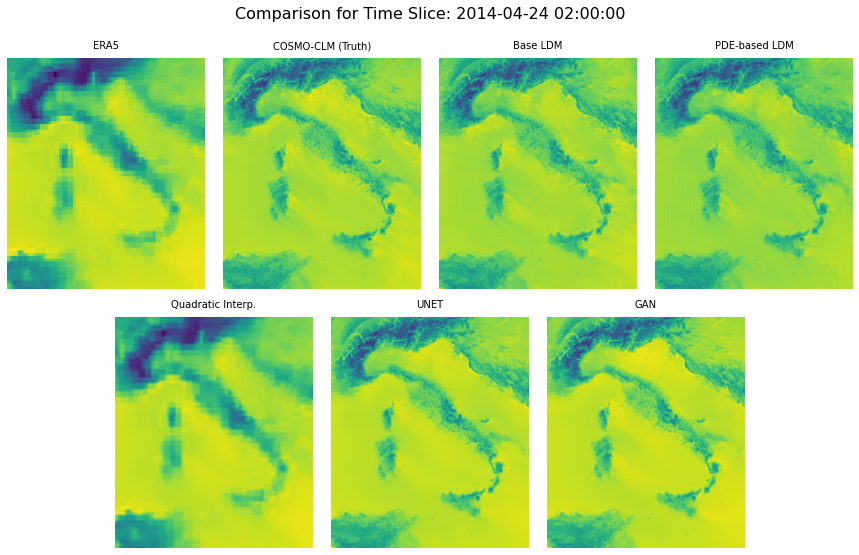 Comparison for Time Slice: 2014-04-24 02:00:00
ERA5
COSMO-CLM (Truth)
Base LDM
PDE-based LDM
Quadratic Interp.
UNET
GAN